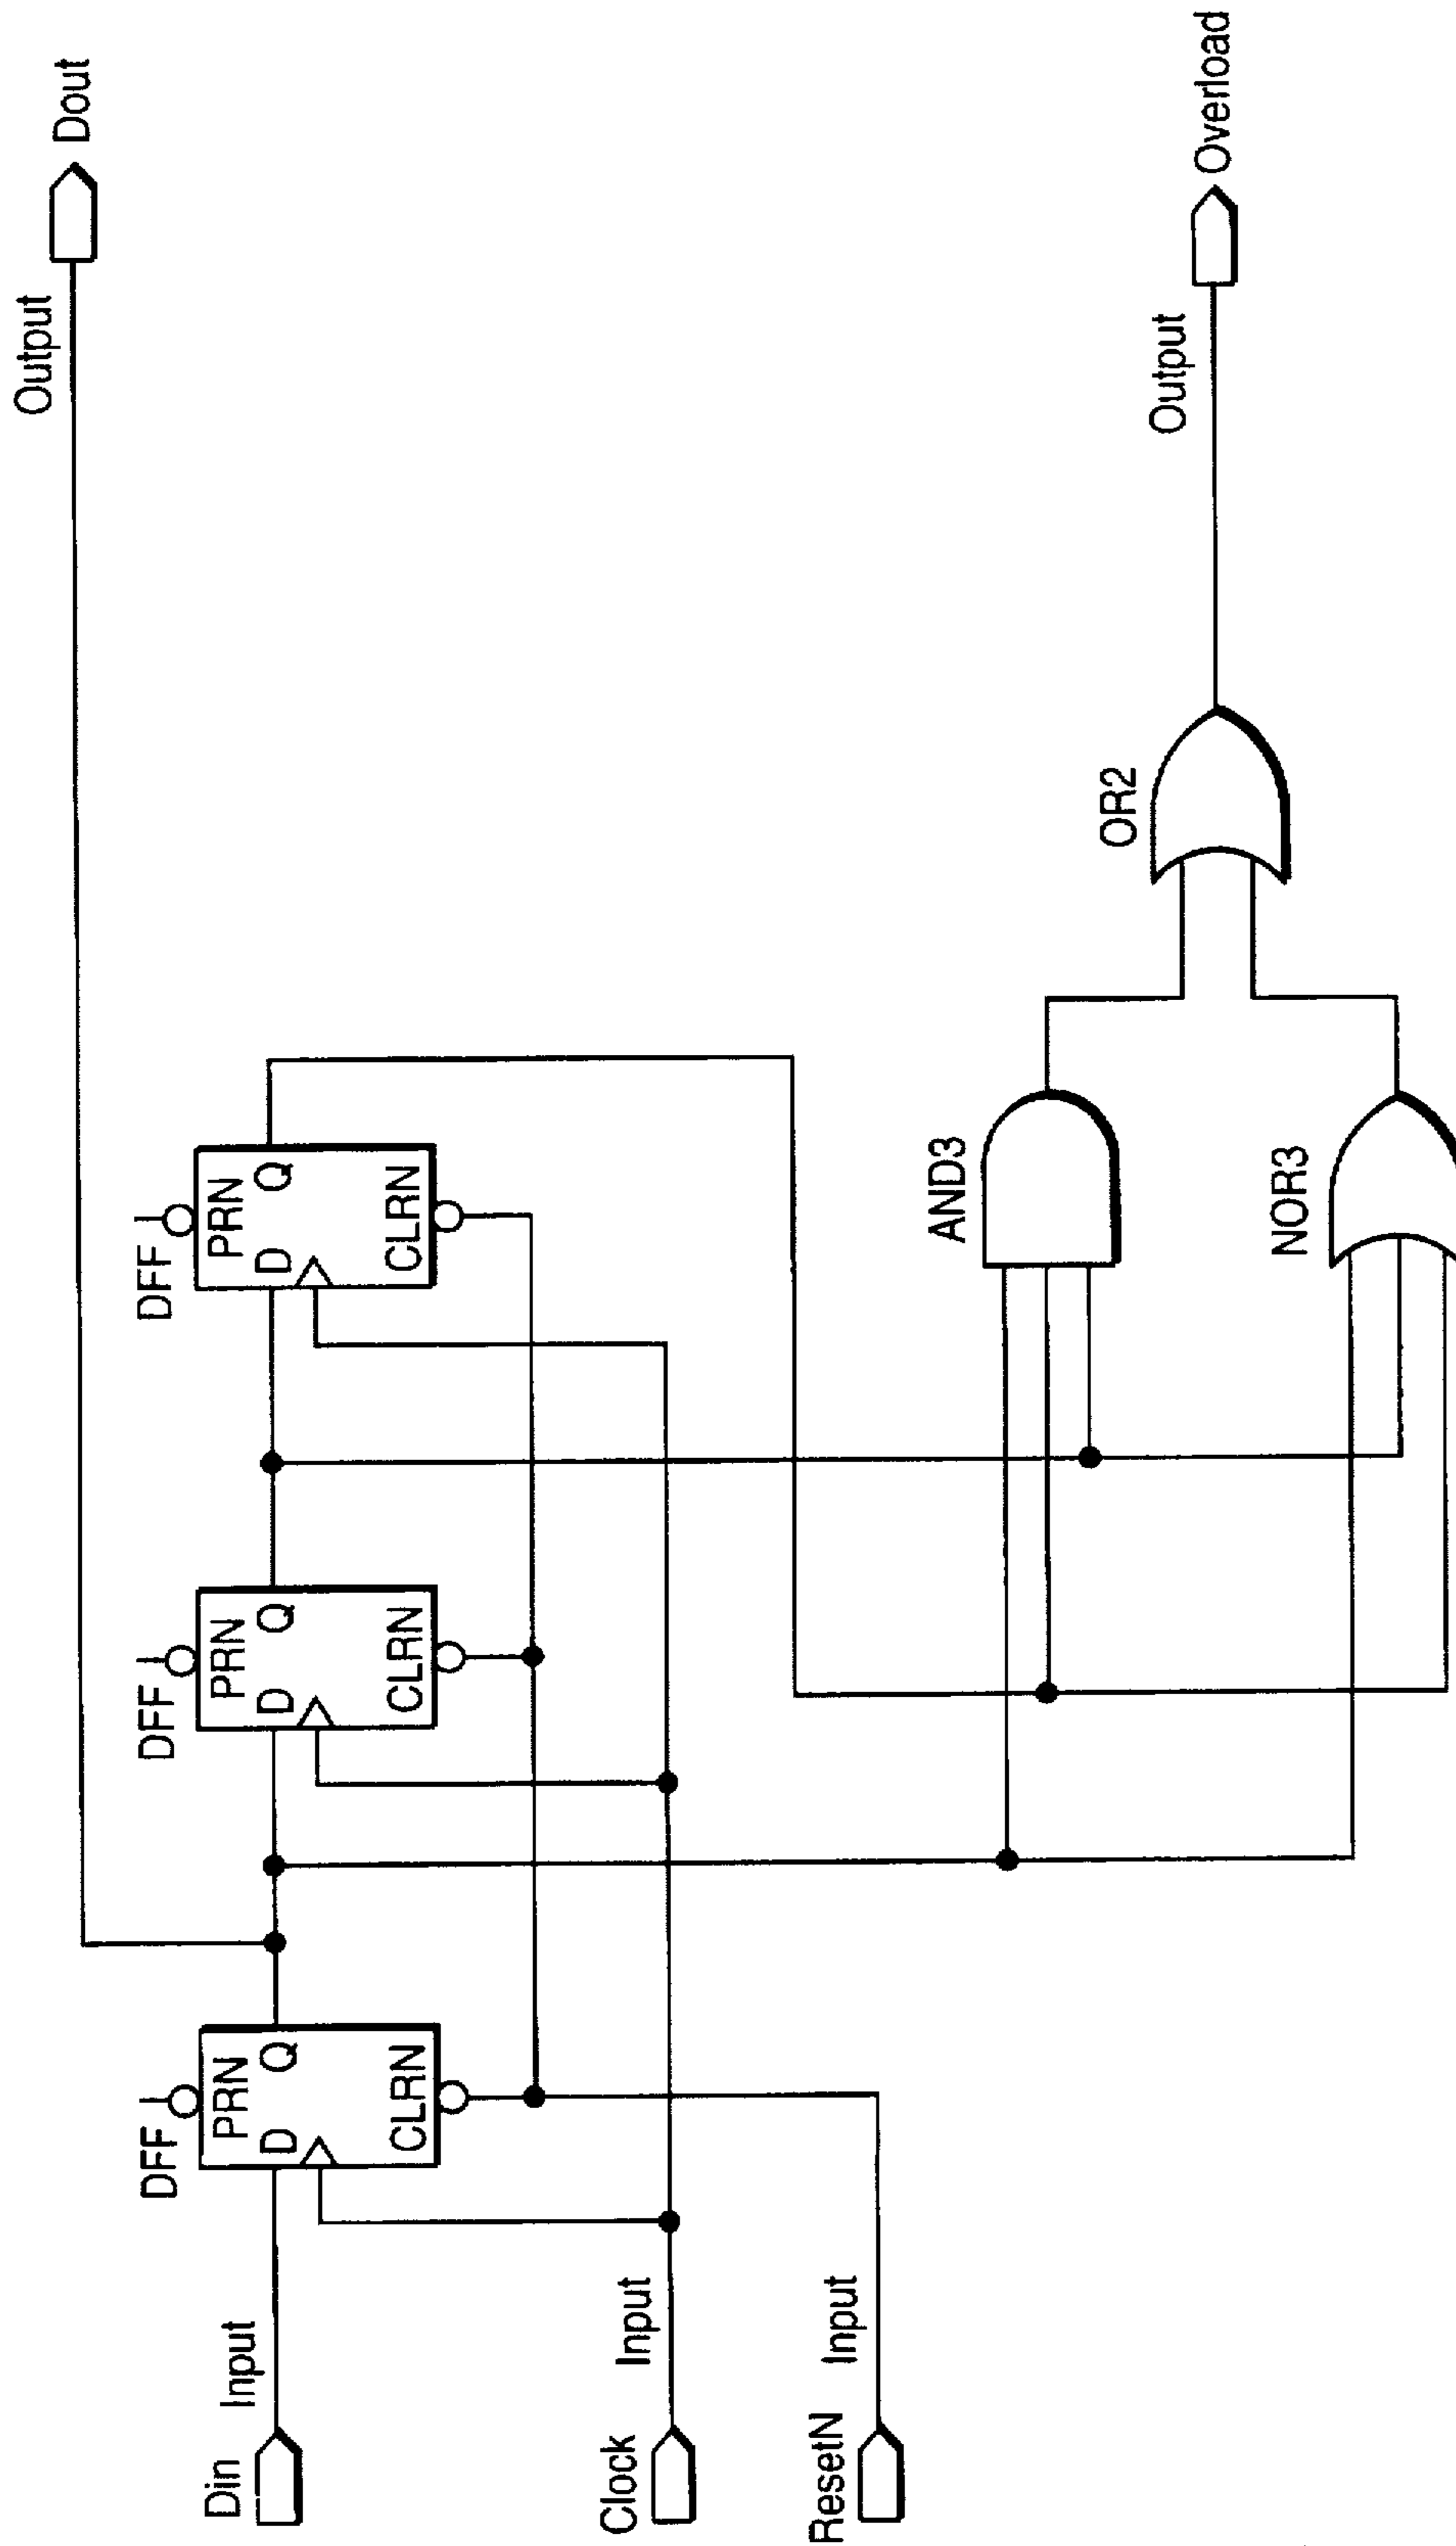 Output
Dout
DFF
PRN
D
Q
CLRN
DFF
PRN
D
Q
CLRN
DFF
PRN
D
Q
CLRN
Din
Input
Clock
Input
ResetN
Input
AND3
NOR3
OR2
Output
Overload